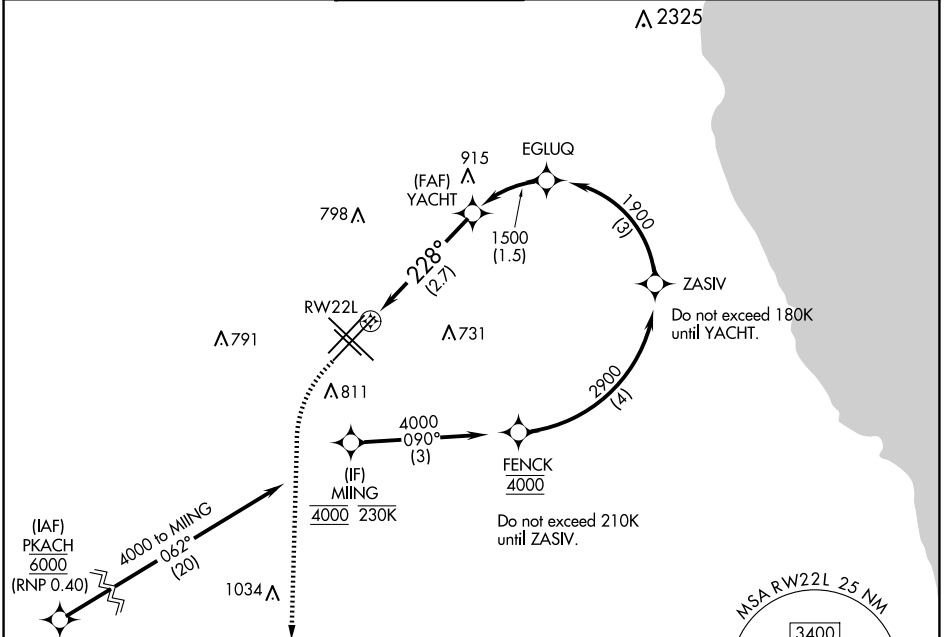 2325
EGLUQ
915
(FAF)
YACHT
798
1500
(1.5)
1900
(3)
228°
(2.7)
ZASIV
Do not exceed 180K
until YACHT.
RW22L
791
731
811
2900
(4)
4000
090°
(3)
(IF)
MIING
4000 230K
FENCK
4000
Do not exceed 210K
until ZASIV.
(IAF)
PKACH
6000
(RNP 0.40)
4000 to MIING
062°
(20)
1034
MSA RW22L 25 NM
3400